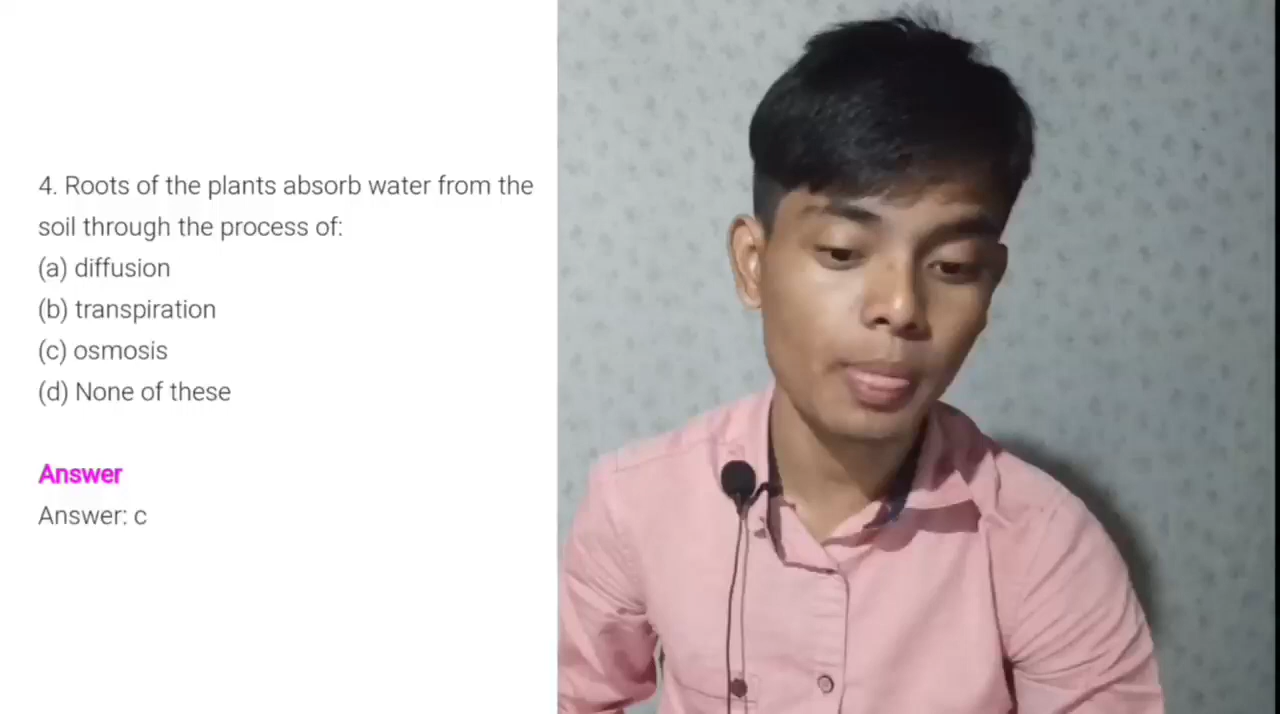 4. Roots of the plants absorb water from the
soil through the process of:
(a) diffusion
(b) transpiration
(c) osmosis
(d) None of these
Answer
Answer: c